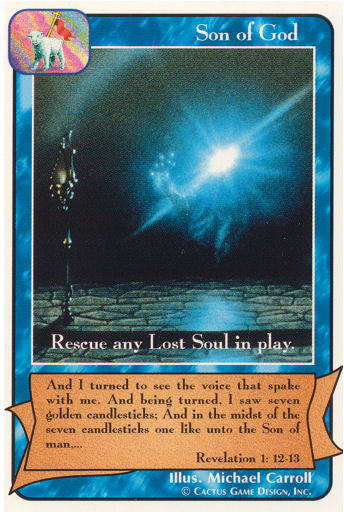 Son of God
Rescue any Lost Soul in play.
And I turned to see the voice that spake
with me. And being turned, I saw seven
golden candlesticks; And in the midst of the
seven candlesticks one like unto the Son of
man,...
Revelation 1: 12-13
Illus. Michael Carroll
© Cactus Game Design, Inc.